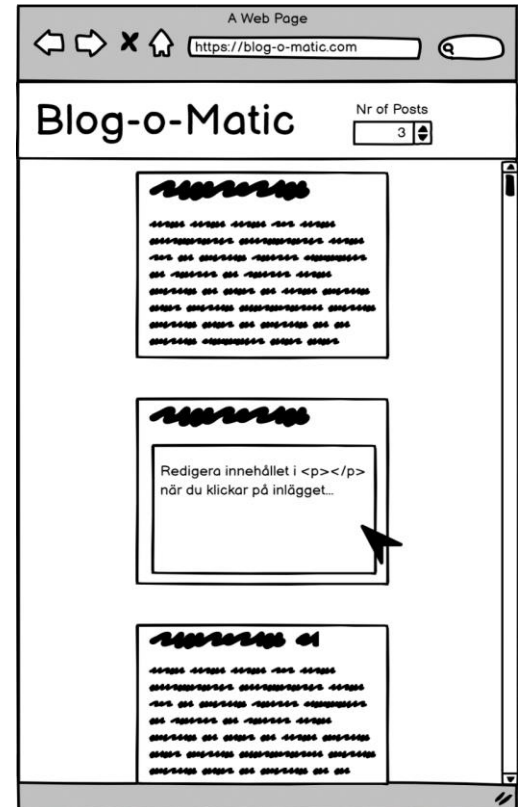 A Web Page
https://blog-o-matic.com
Blog-o-Matic
Nr of Posts
3
Redigera innehållet i <p></p>
när du klickar på inlägget...